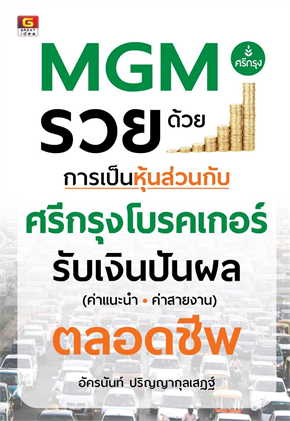 G
GREAT
idea
MGM
ศรีกรุง
รวยด้วย
การเป็นหุ้นส่วนกับ
ศรีกรุงโบรคเกอร์
รับเงินปันผล
(ค่าแนะนำ • ค่าสายงาน)
ตลอดชีพ
อัครนันท์ ปริญญากุลเสฏฐ์